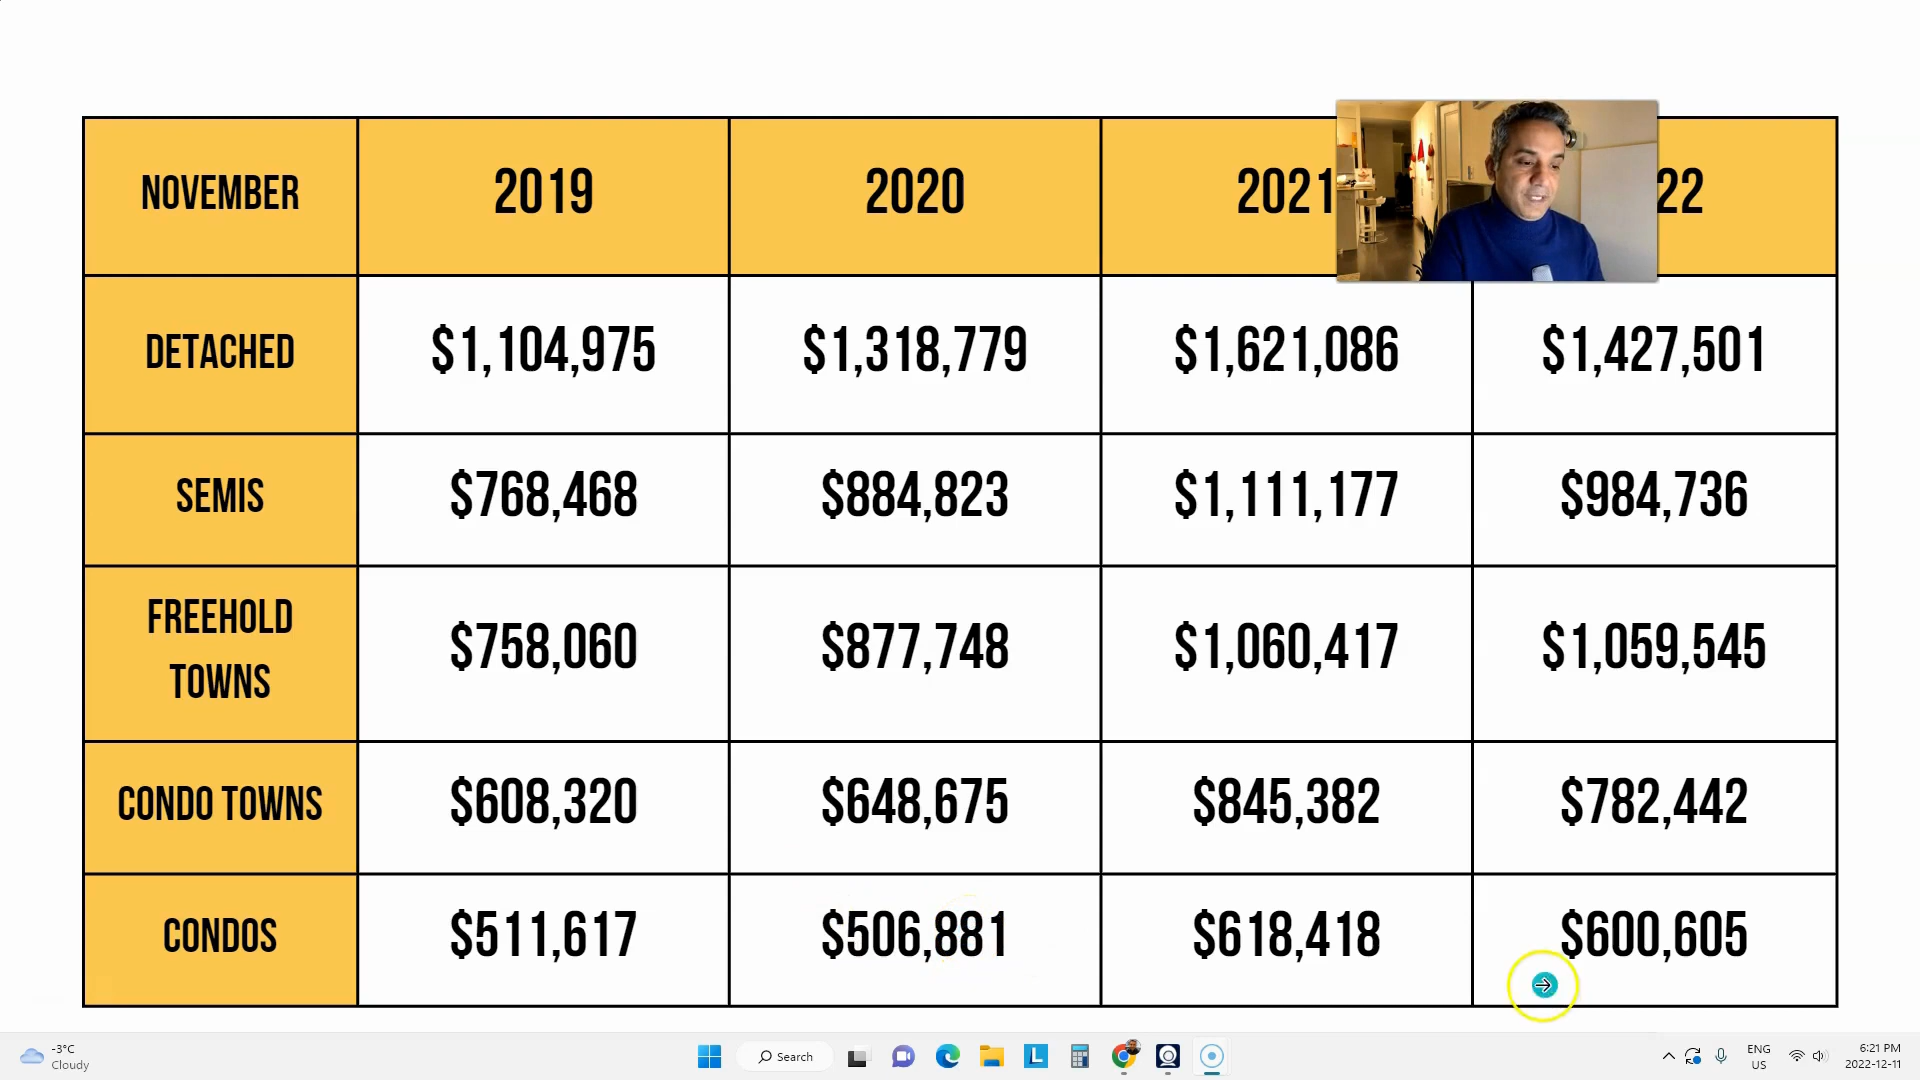 NOVEMBER 2019 2020 2021 22
DETACHED $1,104,975 $1,318,779 $1,621,086 $1,427,501
SEMIS $768,468 $884,823 $1,111,177 $984,736
FREEHOLD
TOWNS $758,060 $877,748 $1,060,417 $1,059,545
CONDO TOWNS $608,320 $648,675 $845,382 $782,442
CONDOS $511,617 $506,881 $618,418 $600,605
-3°C
Cloudy
Search
L
ENG
US
6:21 PM
2022-12-11